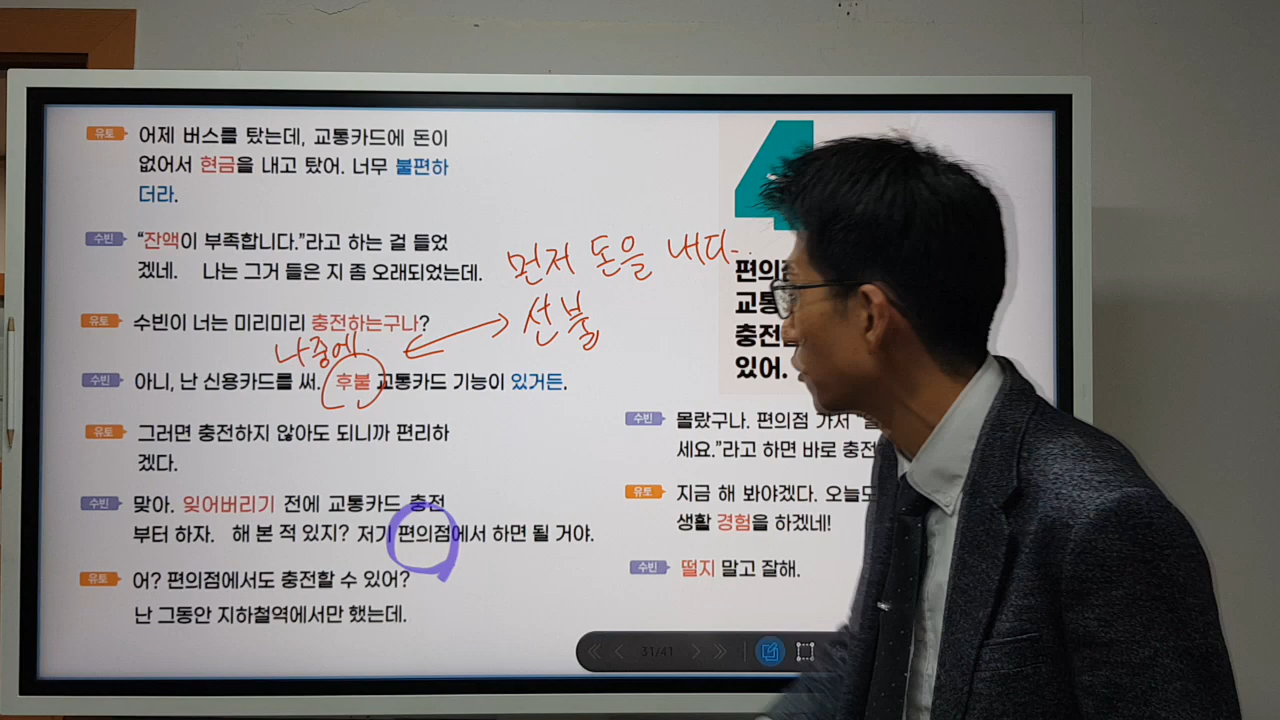 유토 어제 버스를 탔는데, 교통카드에 돈이
없어서 현금을 내고 탔어. 너무 불편하
더라.
수빈 "잔액이 부족합니다."라고 하는 걸 들었
겠네. 나는 그거 들은 지 좀 오래되었는데.
먼저 돈을 내다..
선불
유토 수빈이 너는 미리미리 충전하는구나?
나중에.
수빈 아니, 난 신용카드를 써. 후불 교통카드 기능이 있거든.
유토 그러면 충전하지 않아도 되니까 편리하
겠다.
수빈 맞아. 잊어버리기 전에 교통카드 충전
부터 하자. 해 본 적 있지? 저기 편의점에서 하면 될 거야.
유토 어? 편의점에서도 충전할 수 있어?
난 그동안 지하철역에서만 했는데.
4
편의
교통
충전
있어.
수빈 몰랐구나. 편의점 가서
세요."라고 하면 바로 충전
유토 지금 해 봐야겠다. 오늘도
생활 경험을 하겠네!
수빈 떨지 말고 잘해.
31/41